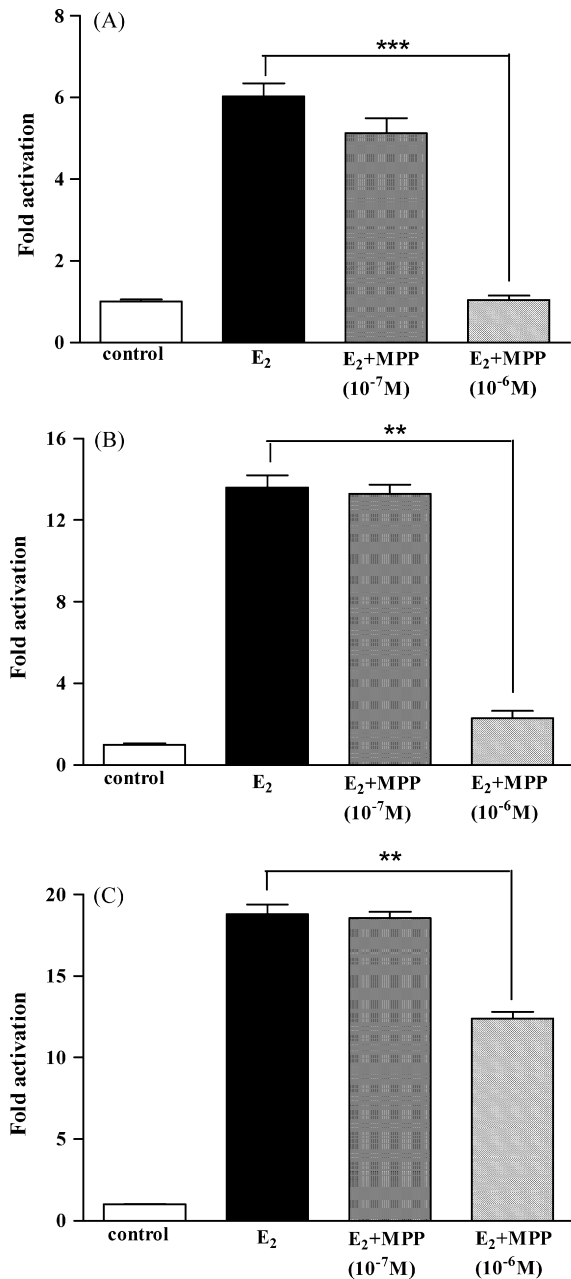 (A)
***
Fold activation
8
6
4
2
0
control
E₂
E₂+MPP
(10⁻⁷M)
E₂+MPP
(10⁻⁶M)
(B)
**
Fold activation
16
12
8
4
0
control
E₂
E₂+MPP
(10⁻⁷M)
E₂+MPP
(10⁻⁶M)
(C)
**
Fold activation
20
15
10
5
0
control
E₂
E₂+MPP
(10⁻⁷M)
E₂+MPP
(10⁻⁶M)